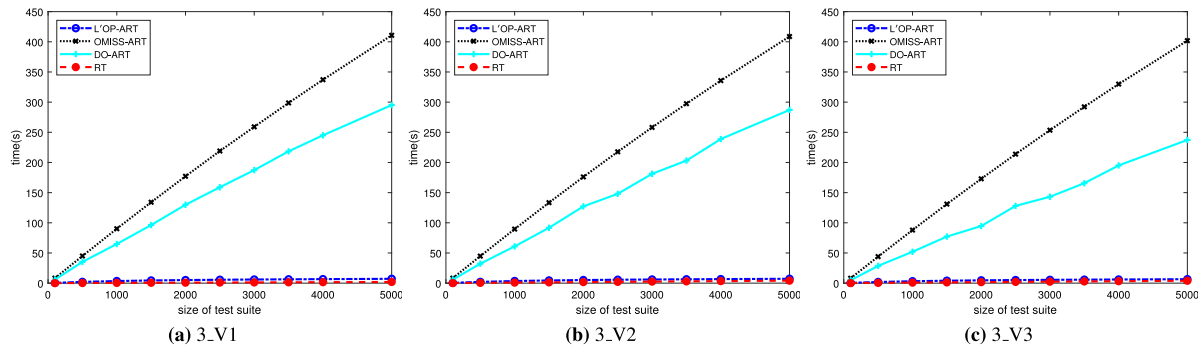 450
400
350
300
250
200
150
100
50
0
time(s)
L'OP-ART
OMISS-ART
DO-ART
RT
0 1000 2000 3000 4000 5000
size of test suite
(a) 3_V1
450
400
350
300
250
200
150
100
50
0
time(s)
L'OP-ART
OMISS-ART
DO-ART
RT
0 1000 2000 3000 4000 5000
size of test suite
(b) 3_V2
450
400
350
300
250
200
150
100
50
0
time(s)
L'OP-ART
OMISS-ART
DO-ART
RT
0 1000 2000 3000 4000 5000
size of test suite
(c) 3_V3